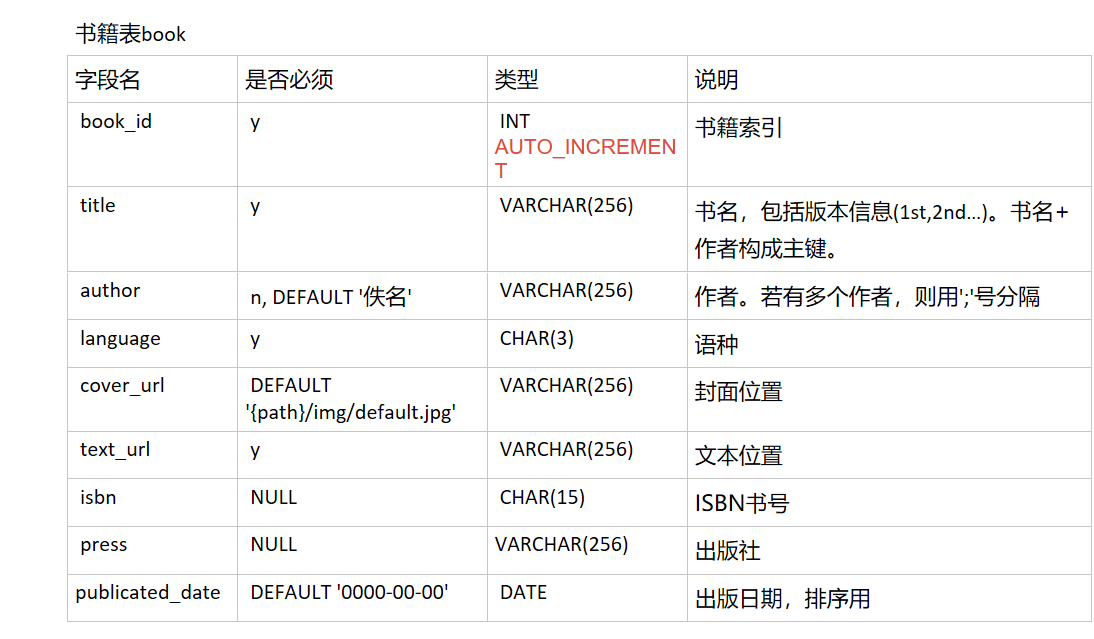 书籍表book
字段名 是否必须 类型 说明
book_id y INT 书籍索引
AUTO_INCREMEN
T
title y VARCHAR(256) 书名，包括版本信息(1st,2nd...)。书名+
作者构成主键。
author n, DEFAULT '佚名' VARCHAR(256) 作者。若有多个作者，则用';'号分隔
language y CHAR(3) 语种
cover_url DEFAULT VARCHAR(256) 封面位置
'{path}/img/default.jpg'
text_url y VARCHAR(256) 文本位置
isbn NULL CHAR(15) ISBN书号
press NULL VARCHAR(256) 出版社
publicated_date DEFAULT '0000-00-00' DATE 出版日期，排序用